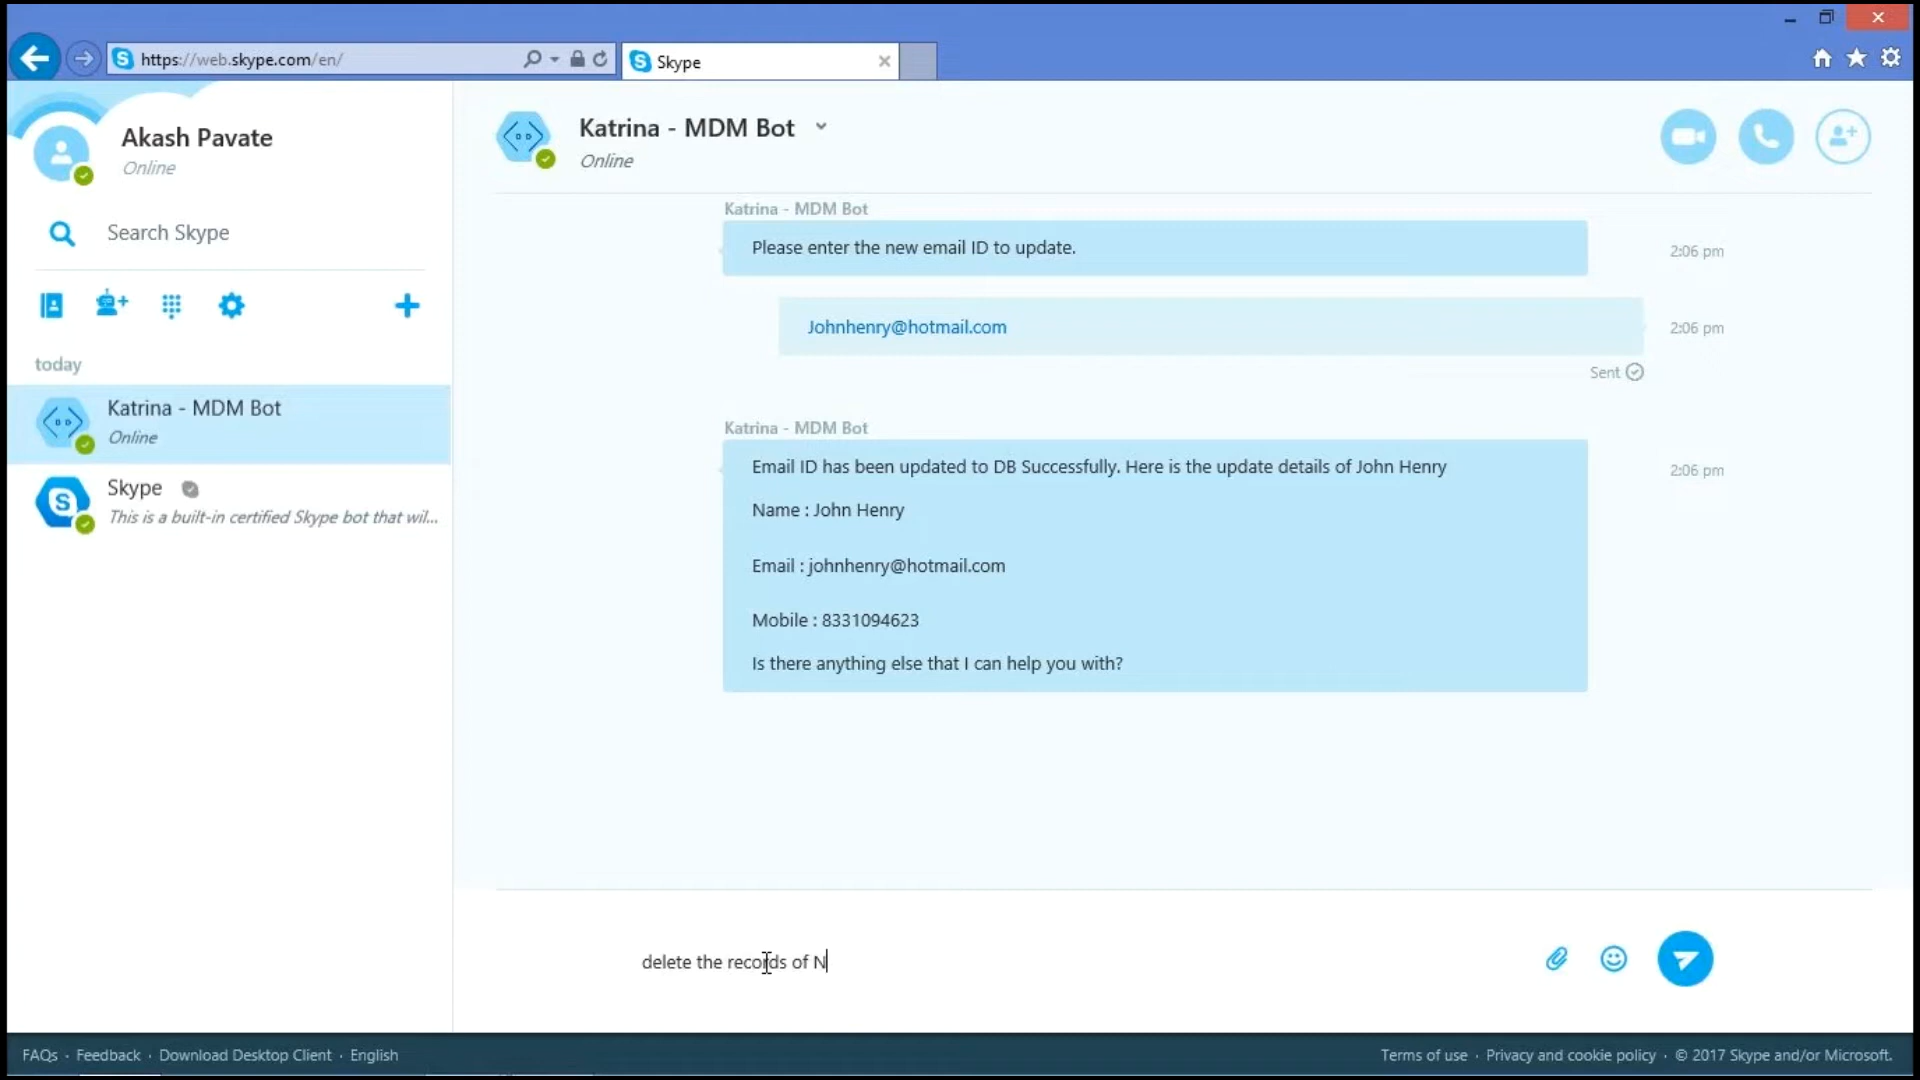 https://web.skype.com/en/
Skype
Akash Pavate
Online
Search Skype
today
Katrina - MDM Bot
Online
Skype
This is a built-in certified Skype bot that wil...
Katrina - MDM Bot
Online
Katrina - MDM Bot
Please enter the new email ID to update.
2:06 pm
Johnhenry@hotmail.com
2:06 pm
Sent
Katrina - MDM Bot
Email ID has been updated to DB Successfully. Here is the update details of John Henry
2:06 pm
Name : John Henry
Email : johnhenry@hotmail.com
Mobile : 8331094623
Is there anything else that I can help you with?
delete the records of N
FAQs · Feedback · Download Desktop Client · English
Terms of use · Privacy and cookie policy · © 2017 Skype and/or Microsoft.